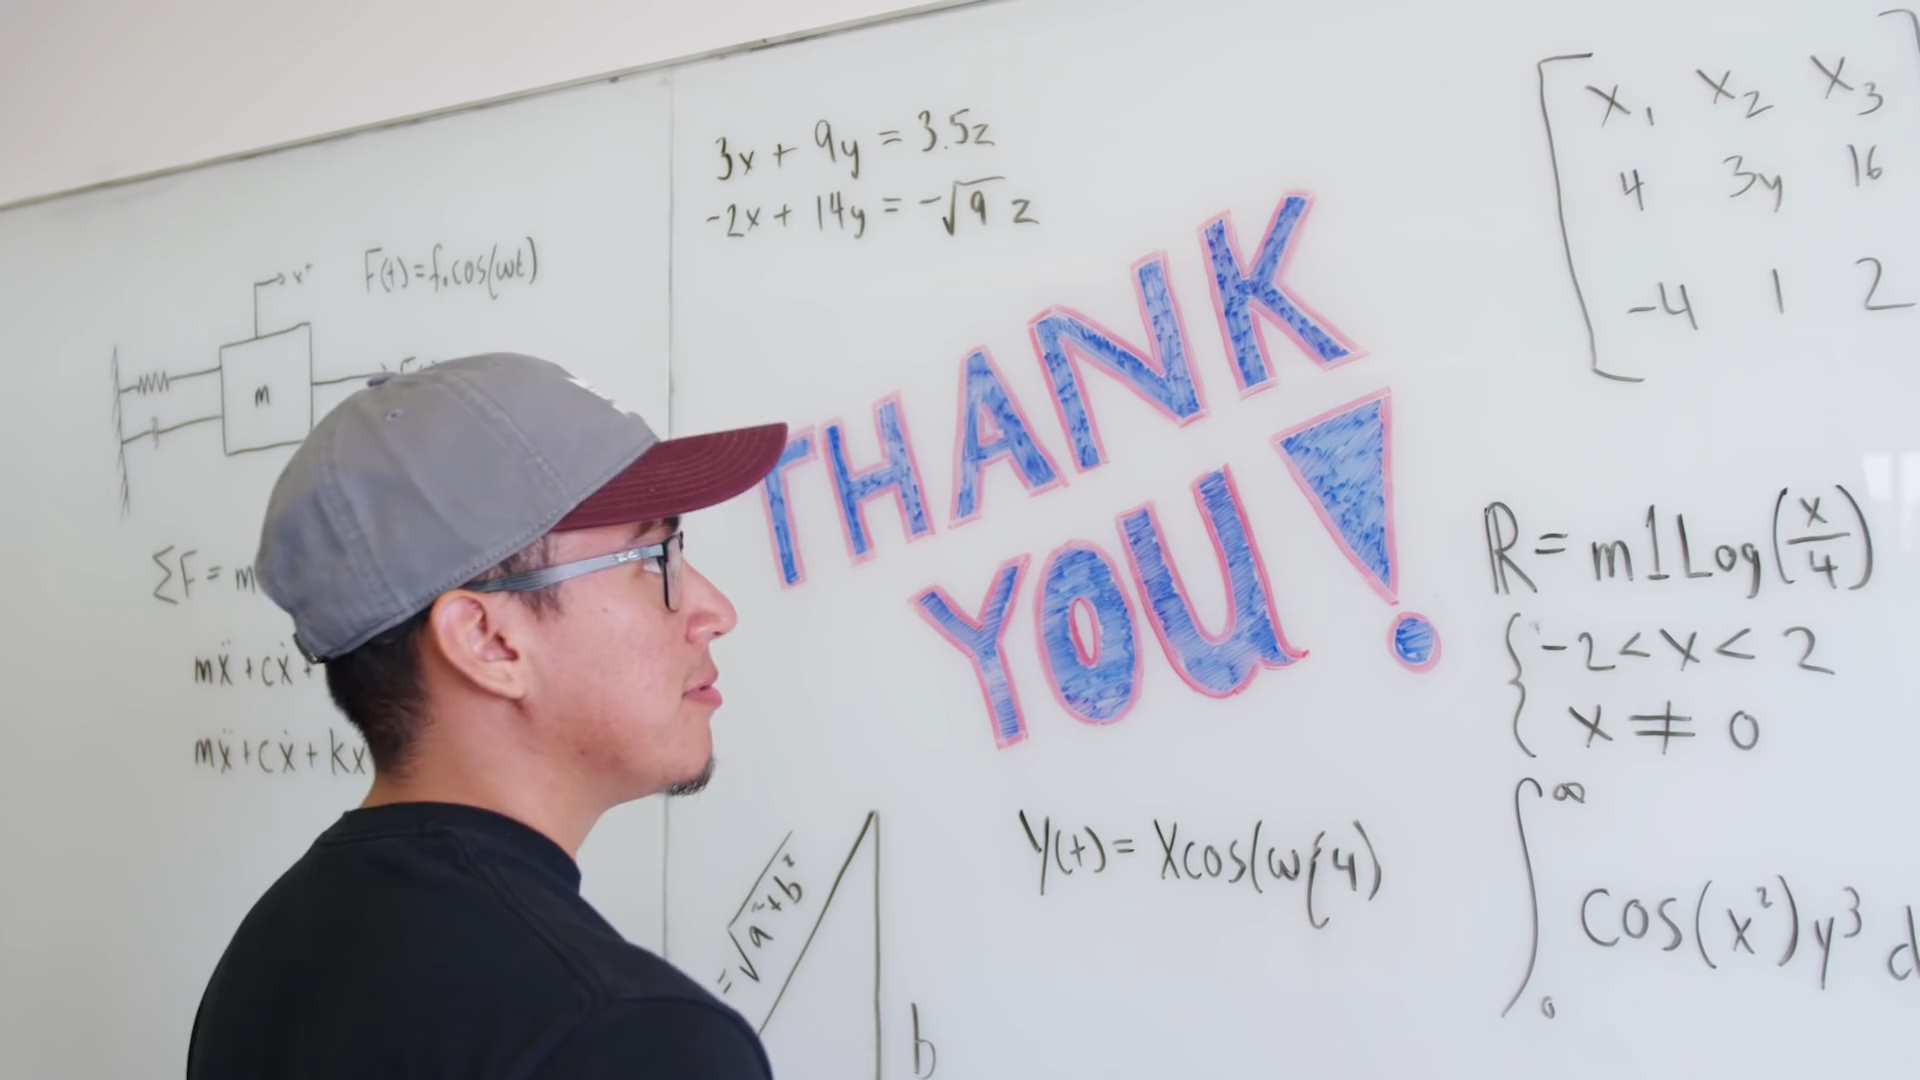 F(t)=f₀cos(ωt)
x⁺
m
ΣF = m
mẍ + cẋ +
mẍ + cẋ + kx
3x + 9y = 3.5z
-2x + 14y = -√9 z
THANK
YOU!
= √a²+b²
b
Y(t) = Xcos(ω{4)
x₁ x₂ x₃
4 3y 16
-4 1 2
R = m1Log(x/4)
{-2<x<2
x ≠ 0
∫₀^∞ Cos(x²)y³ d